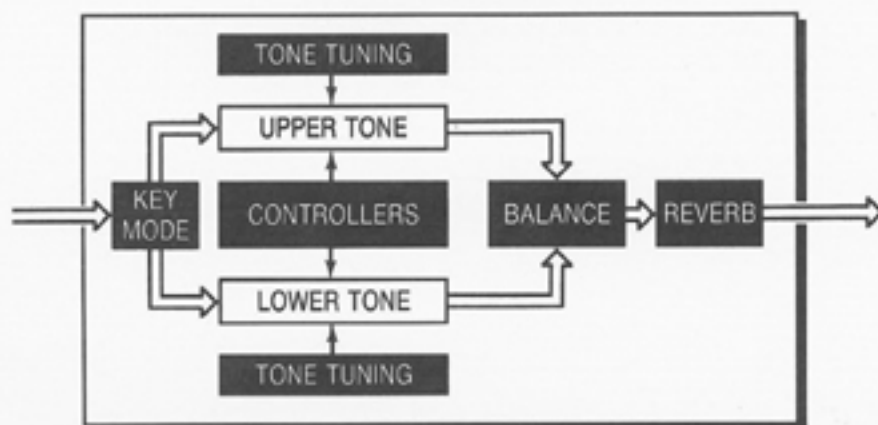 TONE TUNING
UPPER TONE
KEY
MODE
CONTROLLERS
BALANCE
REVERB
LOWER TONE
TONE TUNING